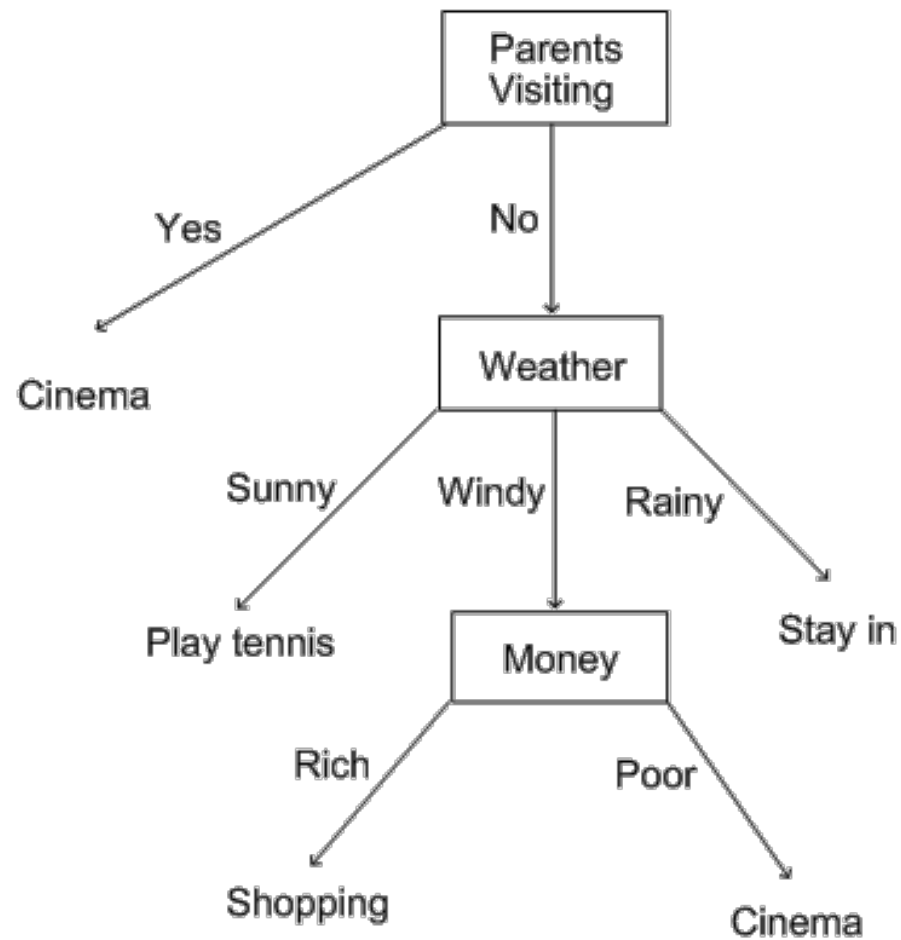 Parents
Visiting
Yes
No
Cinema
Weather
Sunny
Windy
Rainy
Play tennis
Money
Stay in
Rich
Poor
Shopping
Cinema